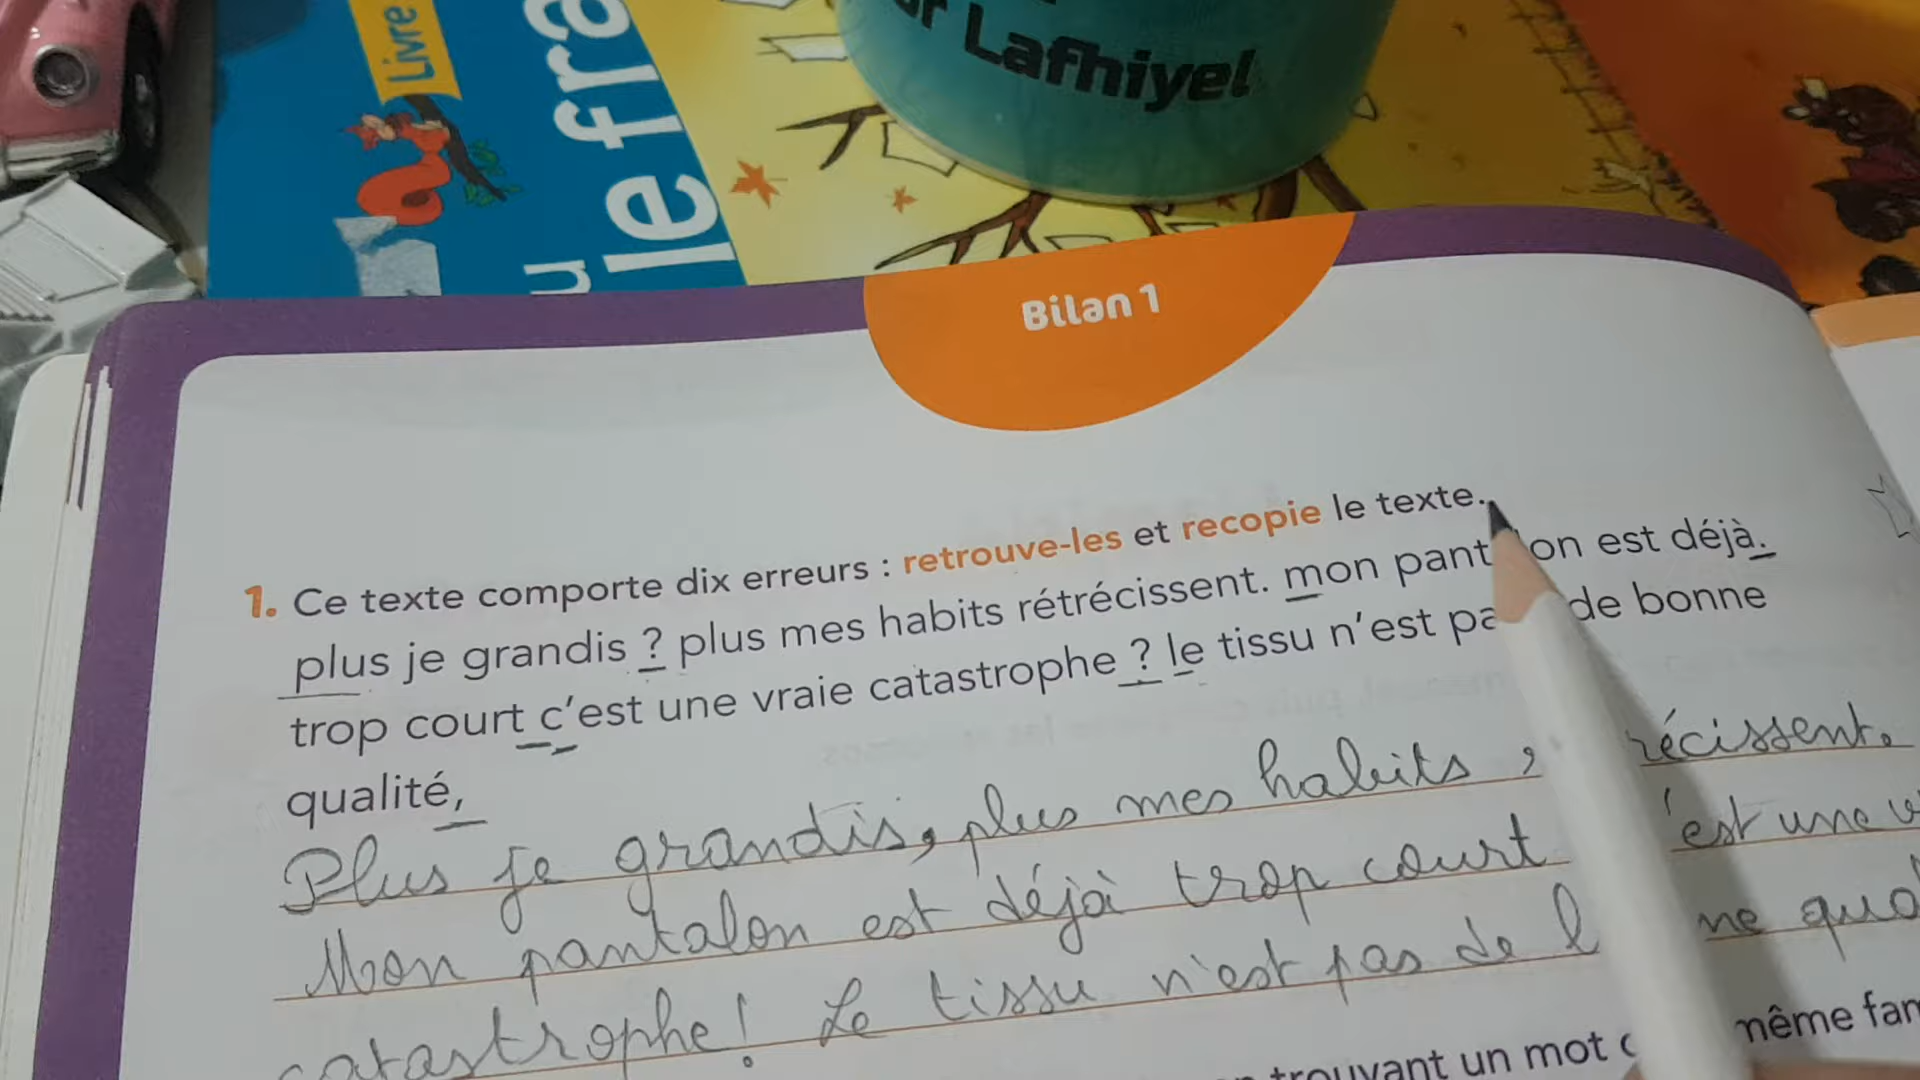 Livre
le fra
u
r Lafhiyel
Bilan 1
1. Ce texte comporte dix erreurs : retrouve-les et recopie le texte.
plus je grandis ? plus mes habits rétrécissent. mon pant on est déjà.
trop court c'est une vraie catastrophe ? le tissu n'est pa de bonne
qualité,
Plus je grandis, plus mes habits récissent.
Mon pantalon est déjà trop court 'est une
catastrophe ! Le tissu n'est pas de ne qual
trouvant un mot même fam